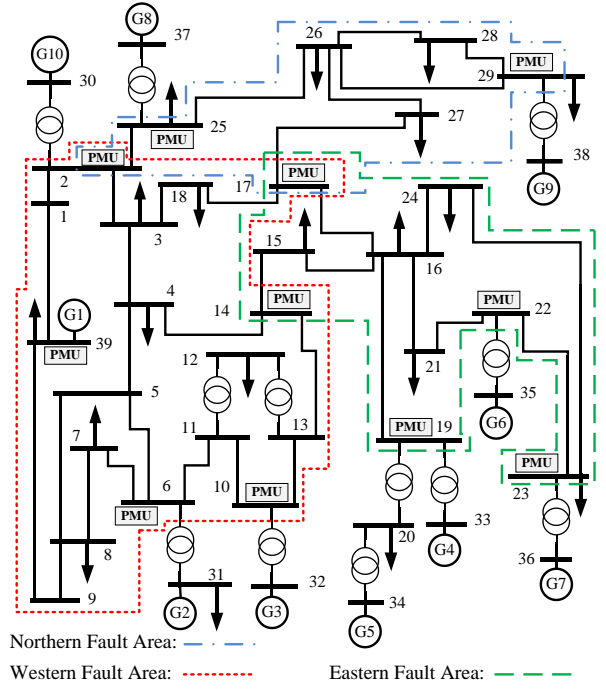 G8
37
G10
30
26
28
PMU
29
25
PMU
27
38
G9
PMU
2
1
17
PMU
18
3
24
15
16
4
14
PMU
PMU
22
G1
39
PMU
12
21
35
G6
5
11
13
7
PMU
19
6
10
PMU
PMU
23
PMU
8
20
33
G4
36
G7
9
31
G2
32
G3
34
G5
Northern Fault Area:
Western Fault Area:
Eastern Fault Area: